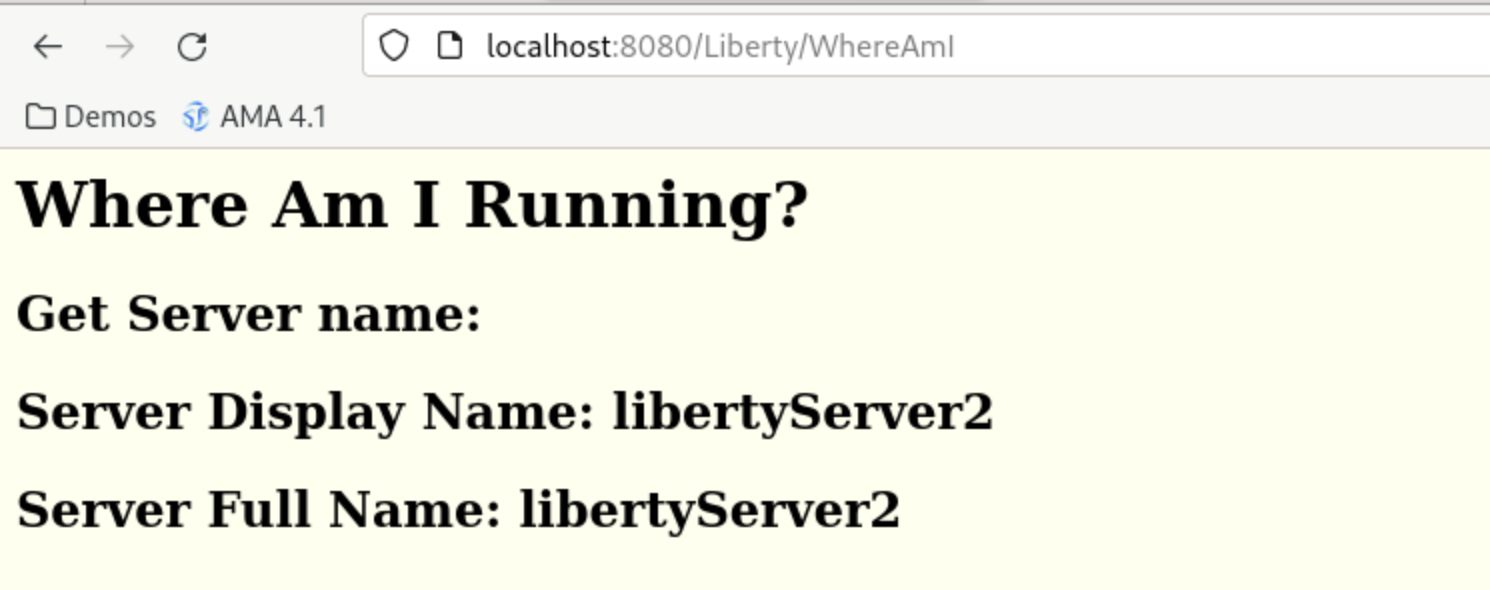 localhost:8080/Liberty/WhereAmI
Demos AMA 4.1
Where Am I Running?
Get Server name:
Server Display Name: libertyServer2
Server Full Name: libertyServer2